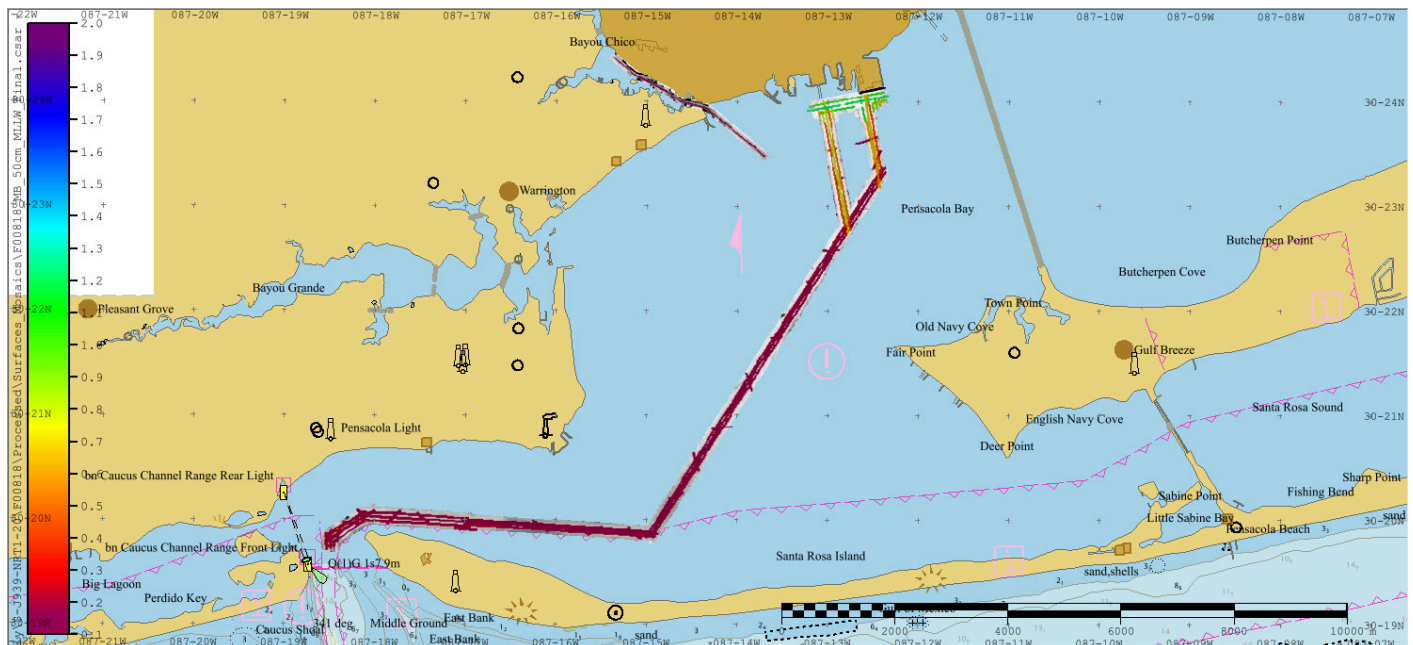 087-20W 087-19W 087-18W 087-17W 087-16W 087-15W 087-14W 087-13W 087-12W 087-11W 087-10W 087-09W 087-08W 087-07W
2.0
1.9
1.8
1.7
1.6
1.5
1.4
1.3
1.2
0.9
0.8
0.7
0.5
0.4
0.3
0.2
Bayou Chico
30-24N
Warrington
30-23N
Pensacola Bay
Butcherpen Point
Butcherpen Cove
Bayou Grande
Town Point
Pleasant Grove
30-22N
Old Navy Cove
Fair Point
Gulf Breeze
Santa Rosa Sound
English Navy Cove
30-21N
Pensacola Light
Deer Point
bn Caucus Channel Range Rear Light
Sharp Point
Sabine Point
Fishing Bend
Little Sabine Bay
30-20N
sand
Pensacola Beach
bn Caucus Channel Range Front Light
Santa Rosa Island
Q(1)G 1s7.9m
sand,shells
Big Lagoon
Perdido Key
East Bank
Middle Ground
341 deg
Caucus Shoal
East Bank
sand
0 2000 4000 6000 8000 10000 m
30-19N